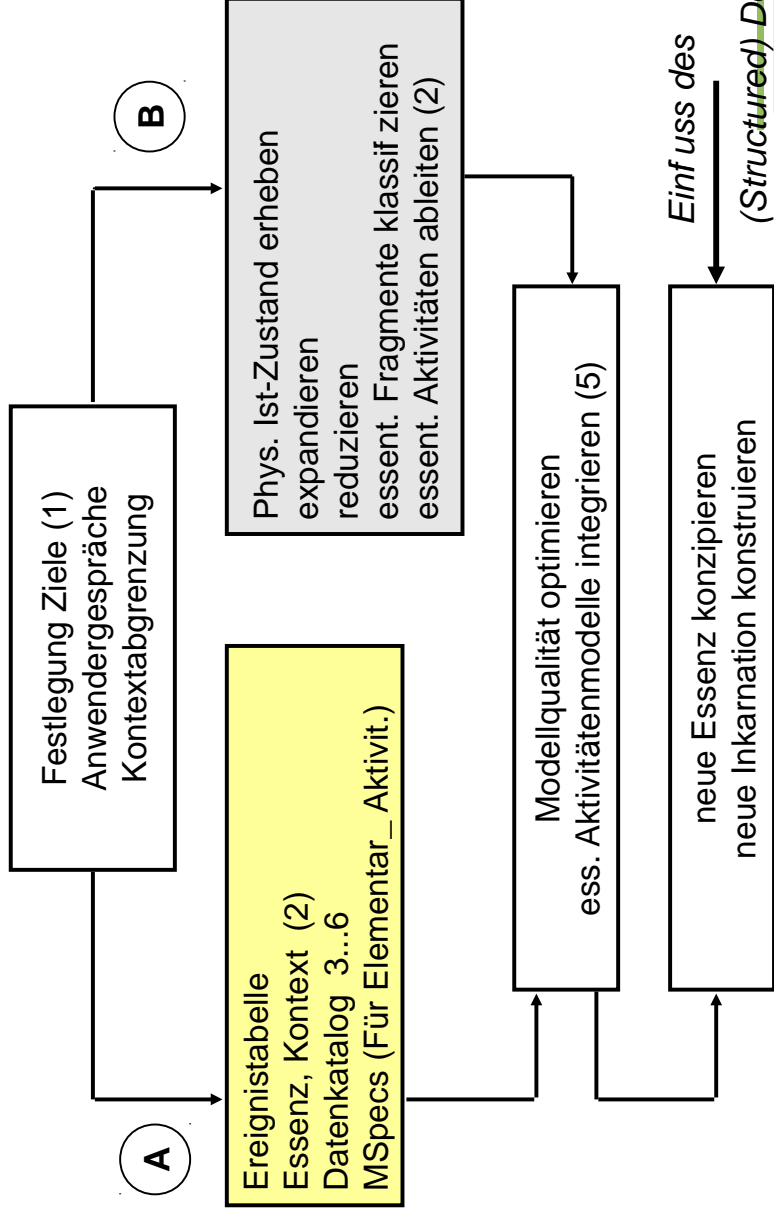 Festlegung Ziele (1)
Anwendergespräche
Kontextabgrenzung
A
B
Ereignistabelle
Essenz, Kontext (2)
Datenkatalog 3...6
MSpecs (Für Elementar_ Aktivit.)
Phys. Ist-Zustand erheben
expandieren
reduzieren
essent. Fragmente klassif zieren
essent. Aktivitäten ableiten (2)
Modellqualität optimieren
ess. Aktivitätenmodelle integrieren (5)
neue Essenz konzipieren
neue Inkarnation konstruieren
Einf uss des
(Structured)